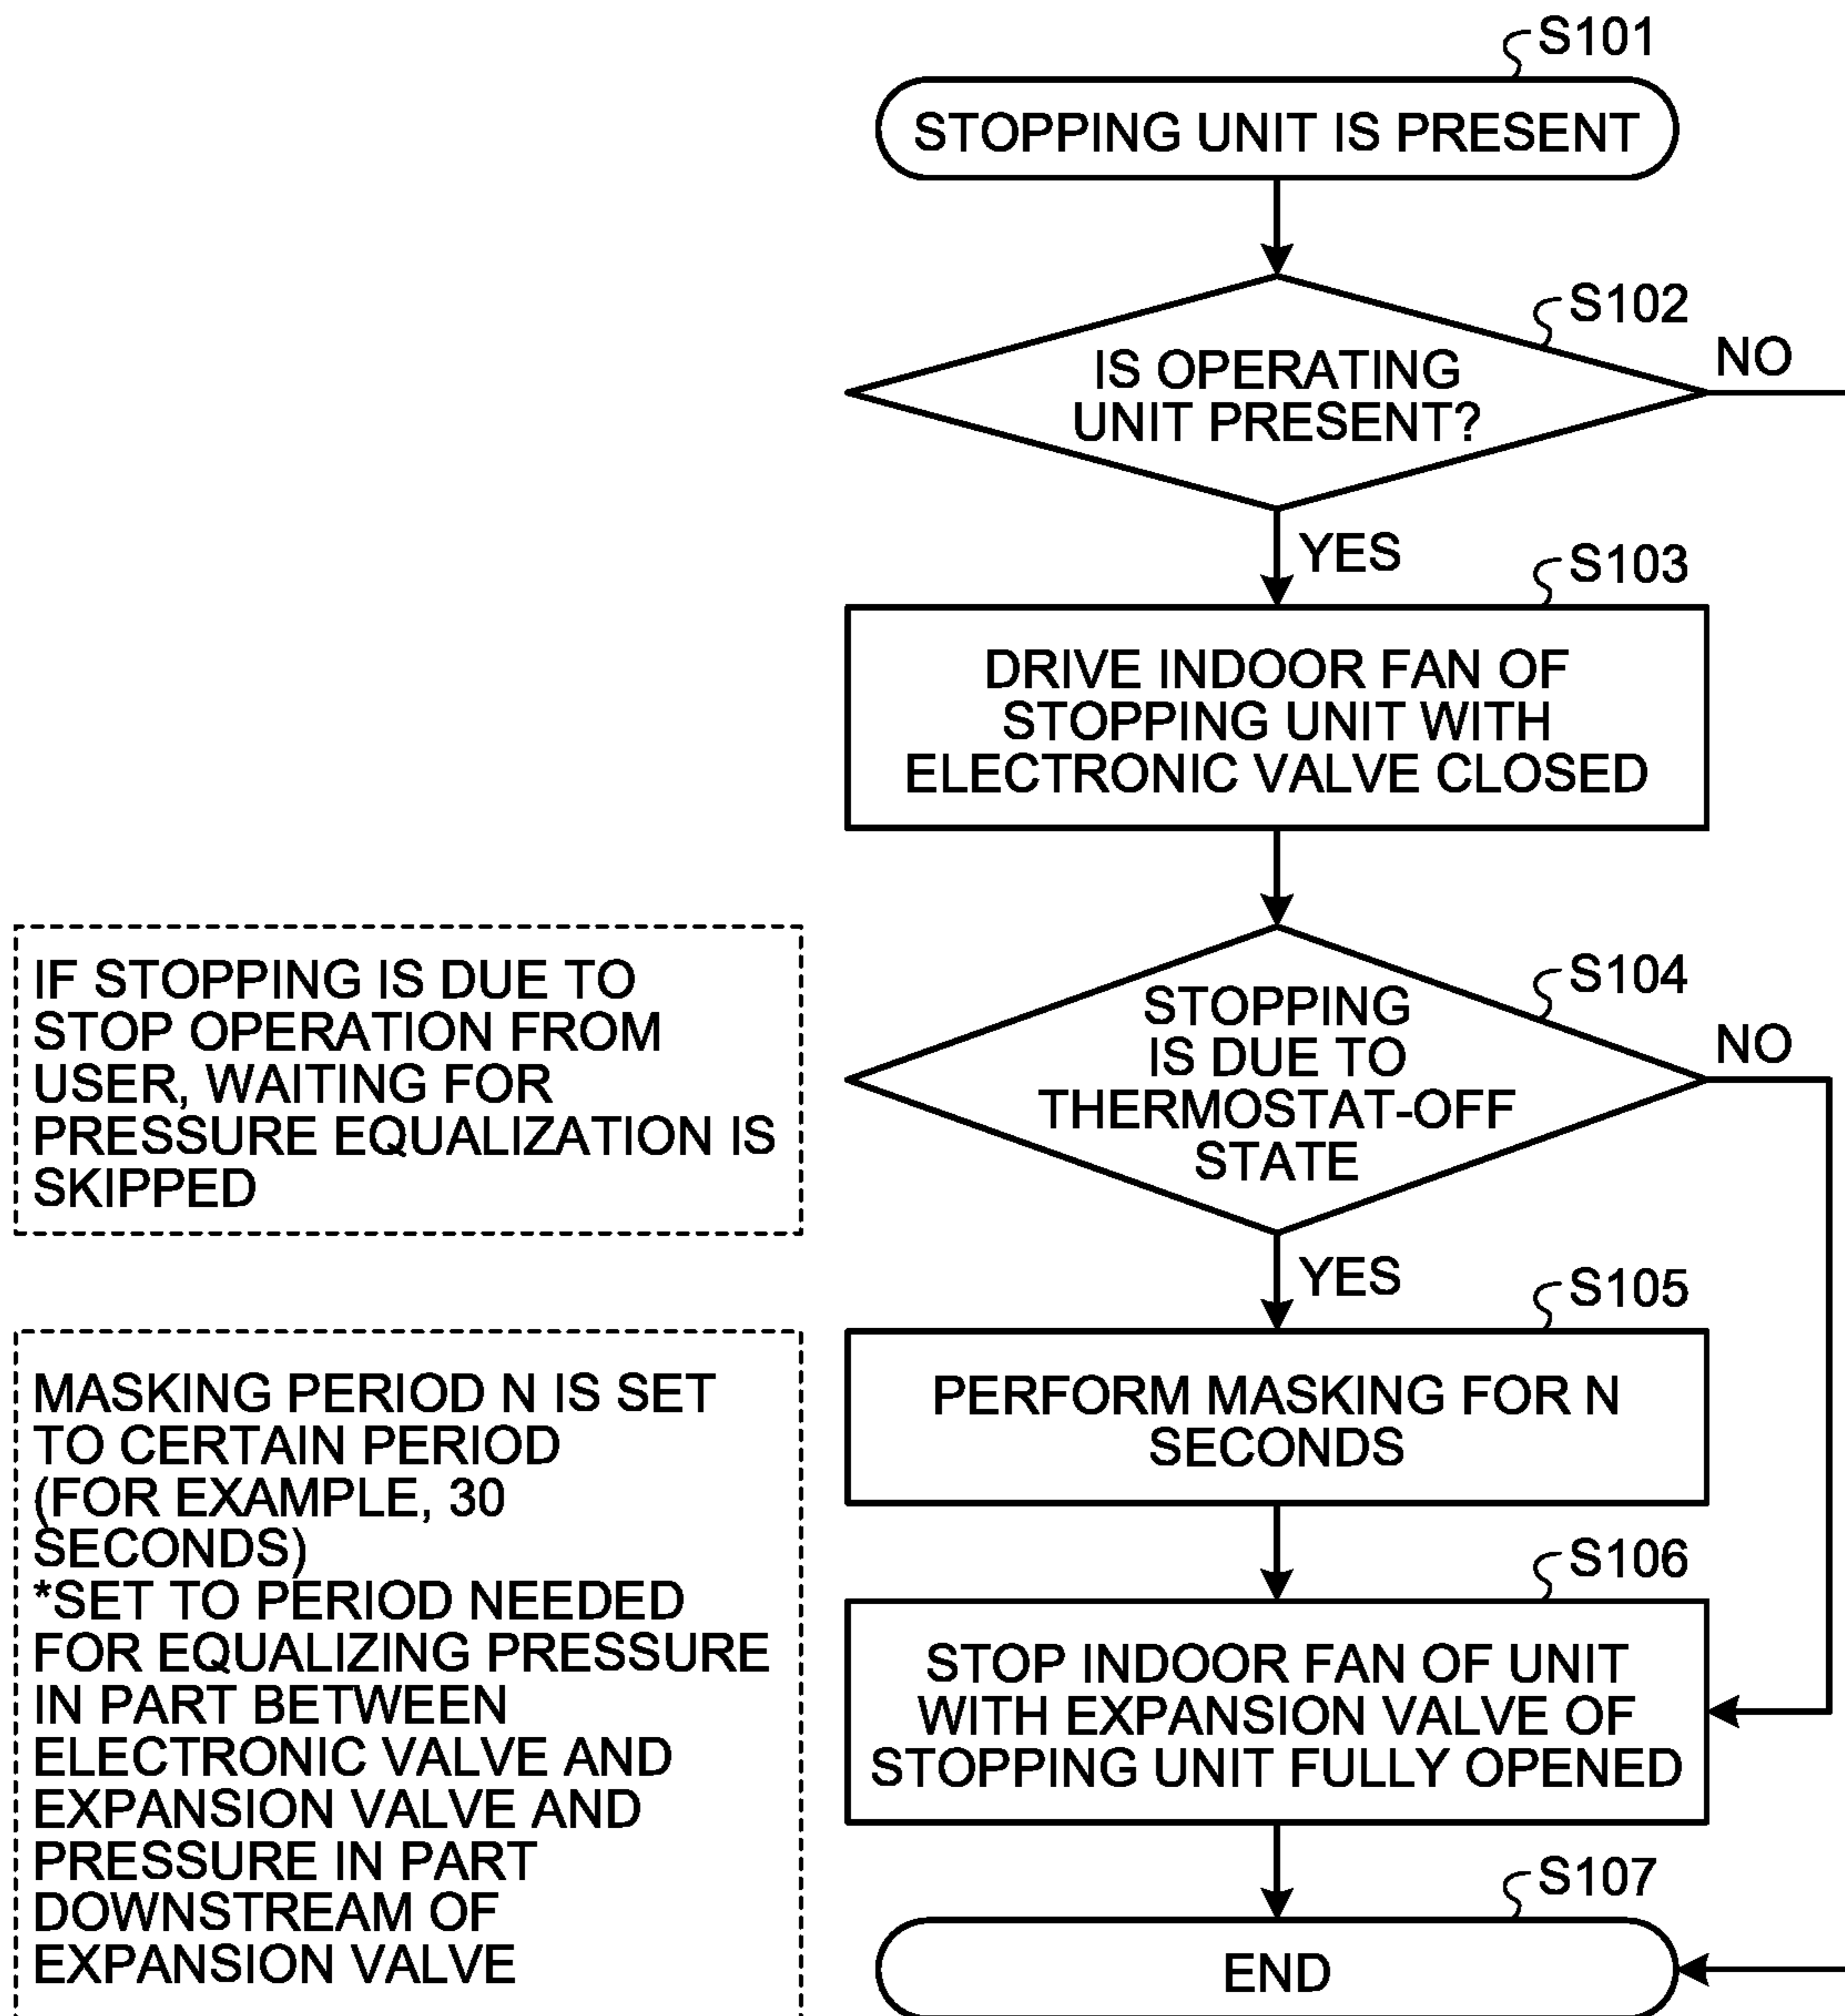 S101
STOPPING UNIT IS PRESENT
S102
IS OPERATING
UNIT PRESENT?
NO
YES
S103
DRIVE INDOOR FAN OF
STOPPING UNIT WITH
ELECTRONIC VALVE CLOSED
IF STOPPING IS DUE TO
STOP OPERATION FROM
USER, WAITING FOR
PRESSURE EQUALIZATION IS
SKIPPED
S104
STOPPING
IS DUE TO
THERMOSTAT-OFF
STATE
NO
YES
S105
PERFORM MASKING FOR N
SECONDS
MASKING PERIOD N IS SET
TO CERTAIN PERIOD
(FOR EXAMPLE, 30
SECONDS)
*SET TO PERIOD NEEDED
FOR EQUALIZING PRESSURE
IN PART BETWEEN
ELECTRONIC VALVE AND
EXPANSION VALVE AND
PRESSURE IN PART
DOWNSTREAM OF
EXPANSION VALVE
S106
STOP INDOOR FAN OF UNIT
WITH EXPANSION VALVE OF
STOPPING UNIT FULLY OPENED
S107
END